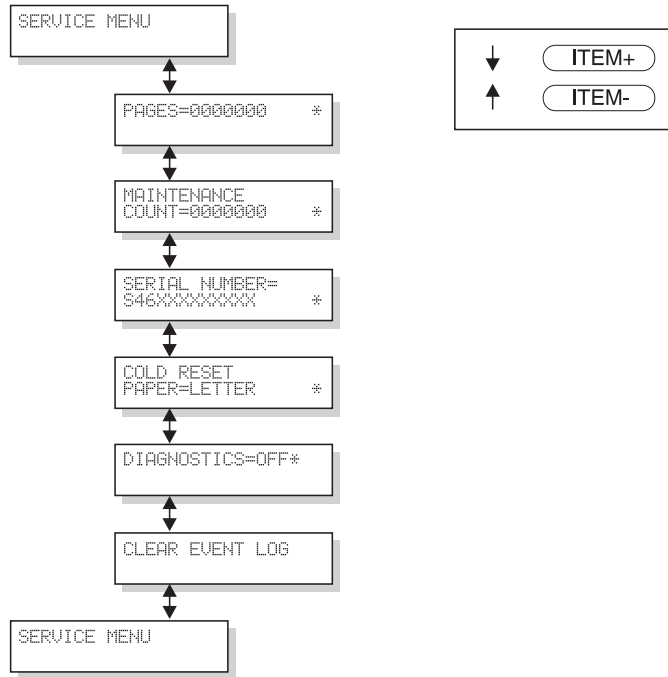 SERVICE MENU
PAGES=0000000 *
MAINTENANCE
COUNT=0000000 *
SERIAL NUMBER=
S46XXXXXXXXX *
COLD RESET
PAPER=LETTER *
DIAGNOSTICS=OFF*
CLEAR EVENT LOG
SERVICE MENU
ITEM+
ITEM-